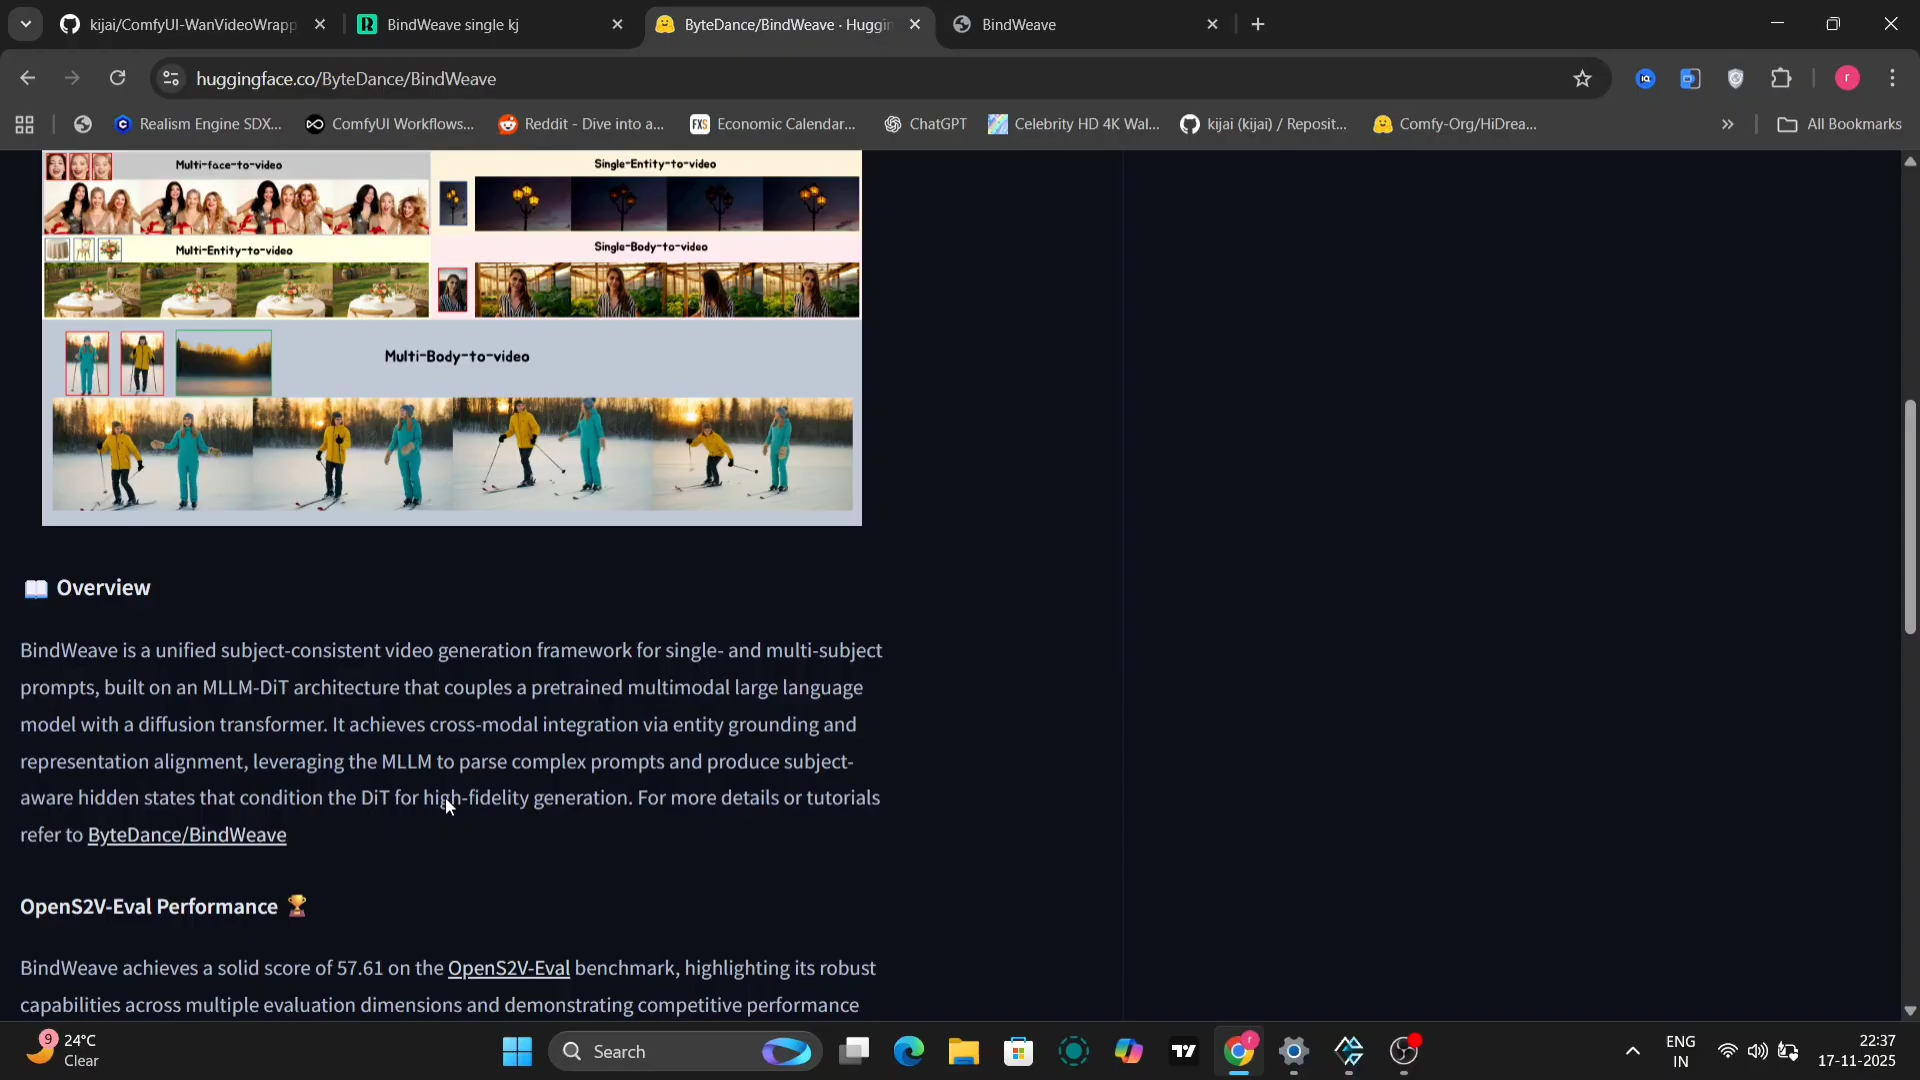 kijai/ComfyUI-WanVideoWrapp
BindWeave single kj
ByteDance/BindWeave · Huggin
BindWeave
huggingface.co/ByteDance/BindWeave
Realism Engine SDX...
ComfyUI Workflows...
Reddit - Dive into a...
FXS
Economic Calendar...
ChatGPT
Celebrity HD 4K Wal...
kijai (kijai) / Reposit...
Comfy-Org/HiDrea...
All Bookmarks
Multi-face-to-video
Single-Entity-to-video
Multi-Entity-to-video
Single-Body-to-video
Multi-Body-to-video
Overview
BindWeave is a unified subject-consistent video generation framework for single- and multi-subject
prompts, built on an MLLM-DiT architecture that couples a pretrained multimodal large language
model with a diffusion transformer. It achieves cross-modal integration via entity grounding and
representation alignment, leveraging the MLLM to parse complex prompts and produce subject-
aware hidden states that condition the DiT for high-fidelity generation. For more details or tutorials
refer to ByteDance/BindWeave
OpenS2V-Eval Performance 🏆
BindWeave achieves a solid score of 57.61 on the OpenS2V-Eval benchmark, highlighting its robust
capabilities across multiple evaluation dimensions and demonstrating competitive performance
9
24°C
Clear
Search
ENG
IN
22:37
17-11-2025